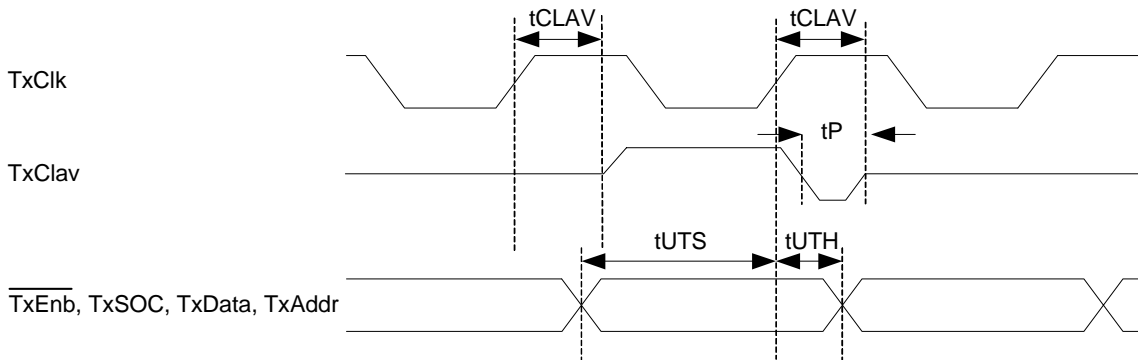 tCLAV tCLAV
TxClk
tP
TxClav
tUTS tUTH
TxEnb, TxSOC, TxData, TxAddr